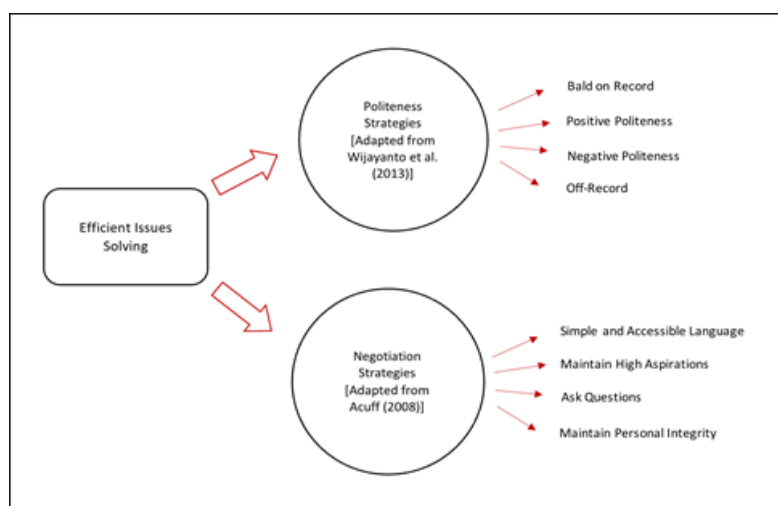 Efficient Issues
Solving
Politeness
Strategies
[Adapted from
Wijayanto et al.
(2013)]
Bald on Record
Positive Politeness
Negative Politeness
Off-Record
Negotiation
Strategies
[Adapted from
Acuff (2008)]
Simple and Accessible Language
Maintain High Aspirations
Ask Questions
Maintain Personal Integrity